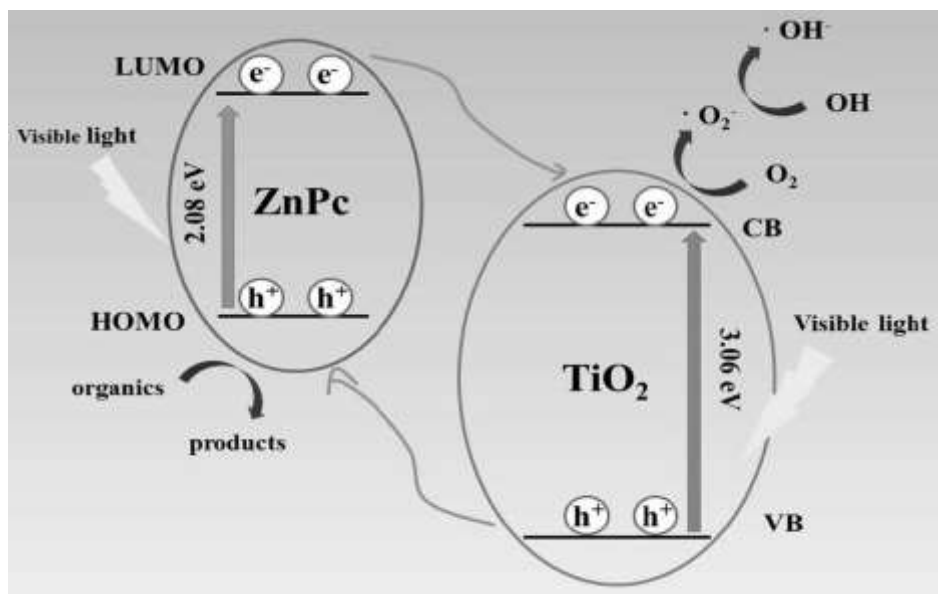 · OH⁻
LUMO
e⁻ e⁻
OH
· O₂⁻
Visible light
O₂
2.08 eV
ZnPc
e⁻ e⁻
CB
h⁺ h⁺
HOMO
Visible light
3.06 eV
organics
TiO₂
products
h⁺ h⁺
VB